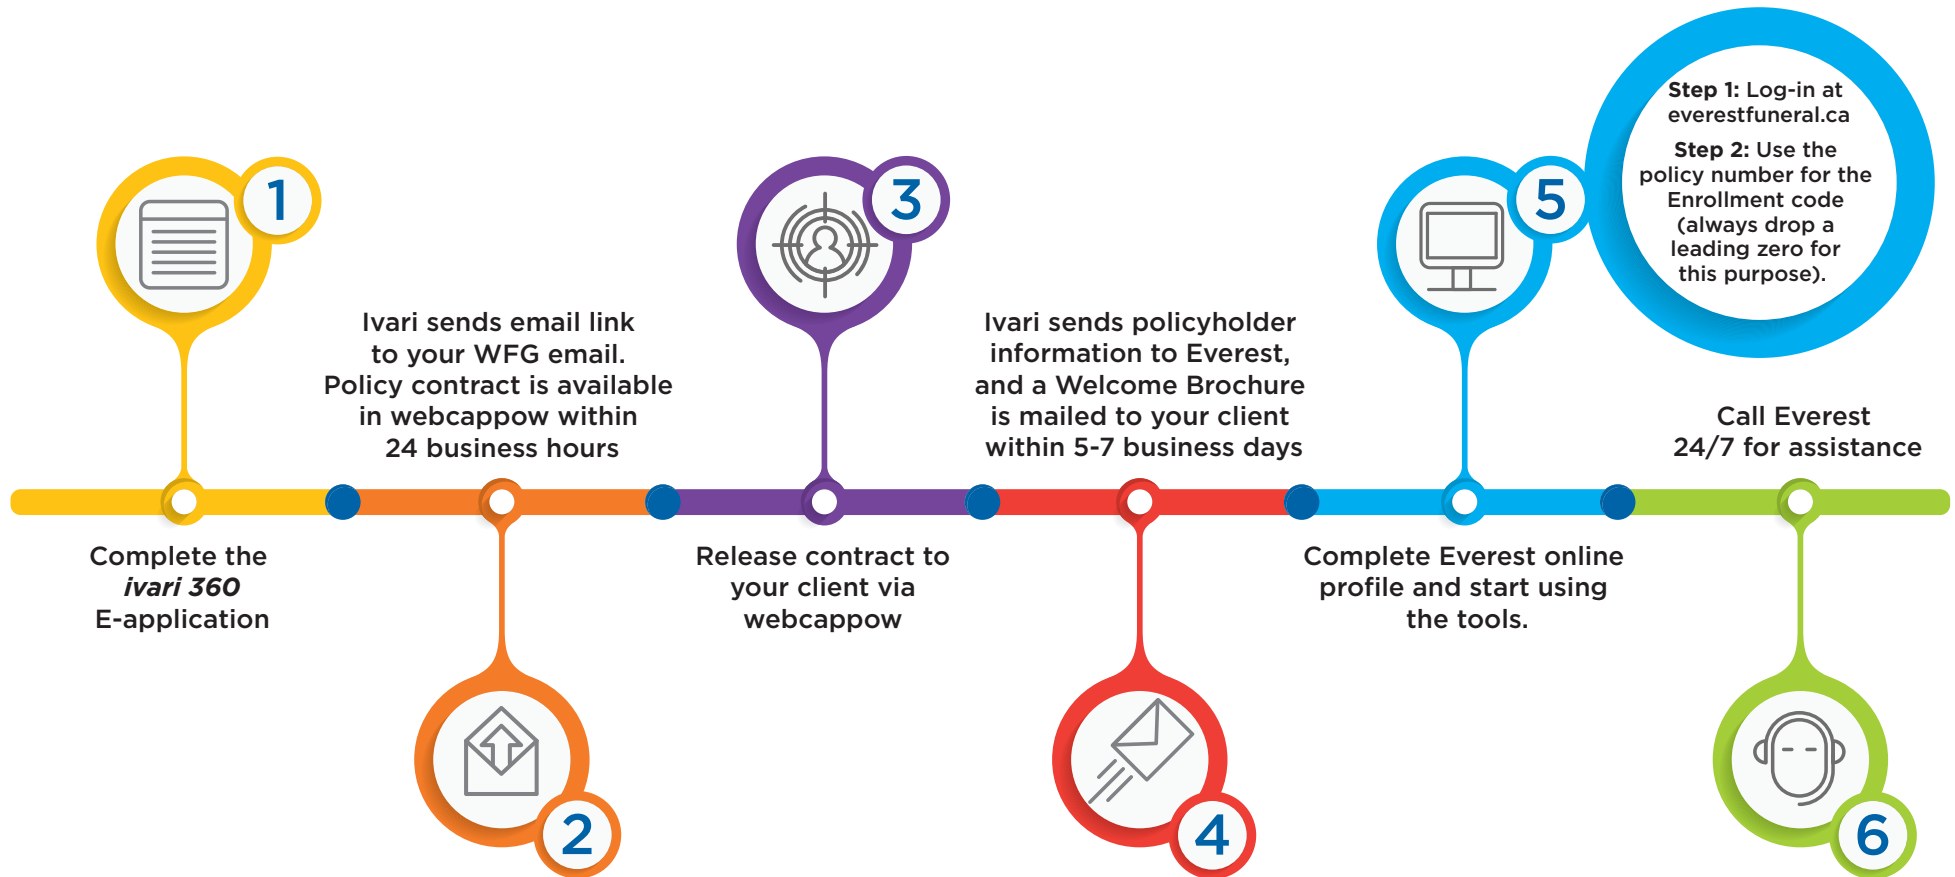 1
Complete the
ivari 360
E-application
Ivari sends email link
to your WFG email.
Policy contract is available
in webcappow within
24 business hours
2
3
Release contract to
your client via
webcappow
Ivari sends policyholder
information to Everest,
and a Welcome Brochure
is mailed to your client
within 5-7 business days
4
5
Step 1: Log-in at
everestfuneral.ca
Step 2: Use the
policy number for the
Enrollment code
(always drop a
leading zero for
this purpose).
Complete Everest online
profile and start using
the tools.
Call Everest
24/7 for assistance
6